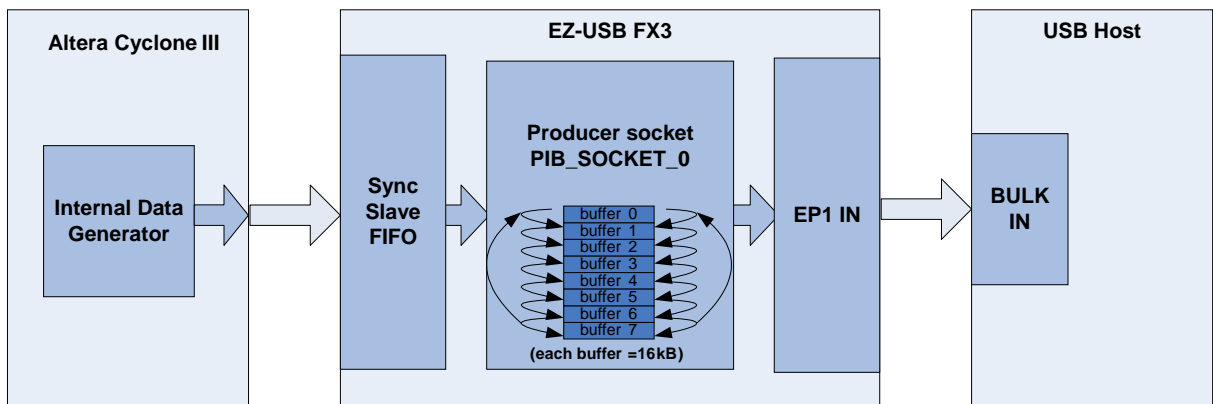 Altera Cyclone III
Internal Data
Generator
EZ-USB FX3
Sync
Slave
FIFO
Producer socket
PIB_SOCKET_0
buffer 0
buffer 1
buffer 2
buffer 3
buffer 4
buffer 5
buffer 6
buffer 7
(each buffer =16kB)
EP1 IN
USB Host
BULK
IN